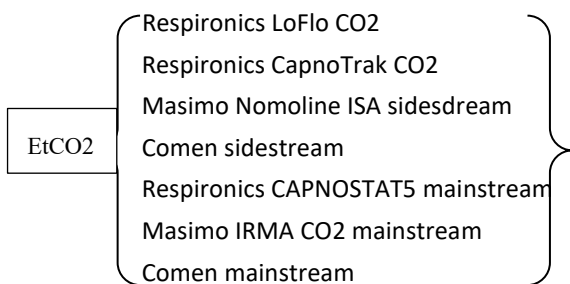 Respironics LoFlo CO2
Respironics CapnoTrak CO2
Masimo Nomoline ISA sidesdream
EtCO2
Comen sidestream
Respironics CAPNOSTAT5 mainstream
Masimo IRMA CO2 mainstream
Comen mainstream